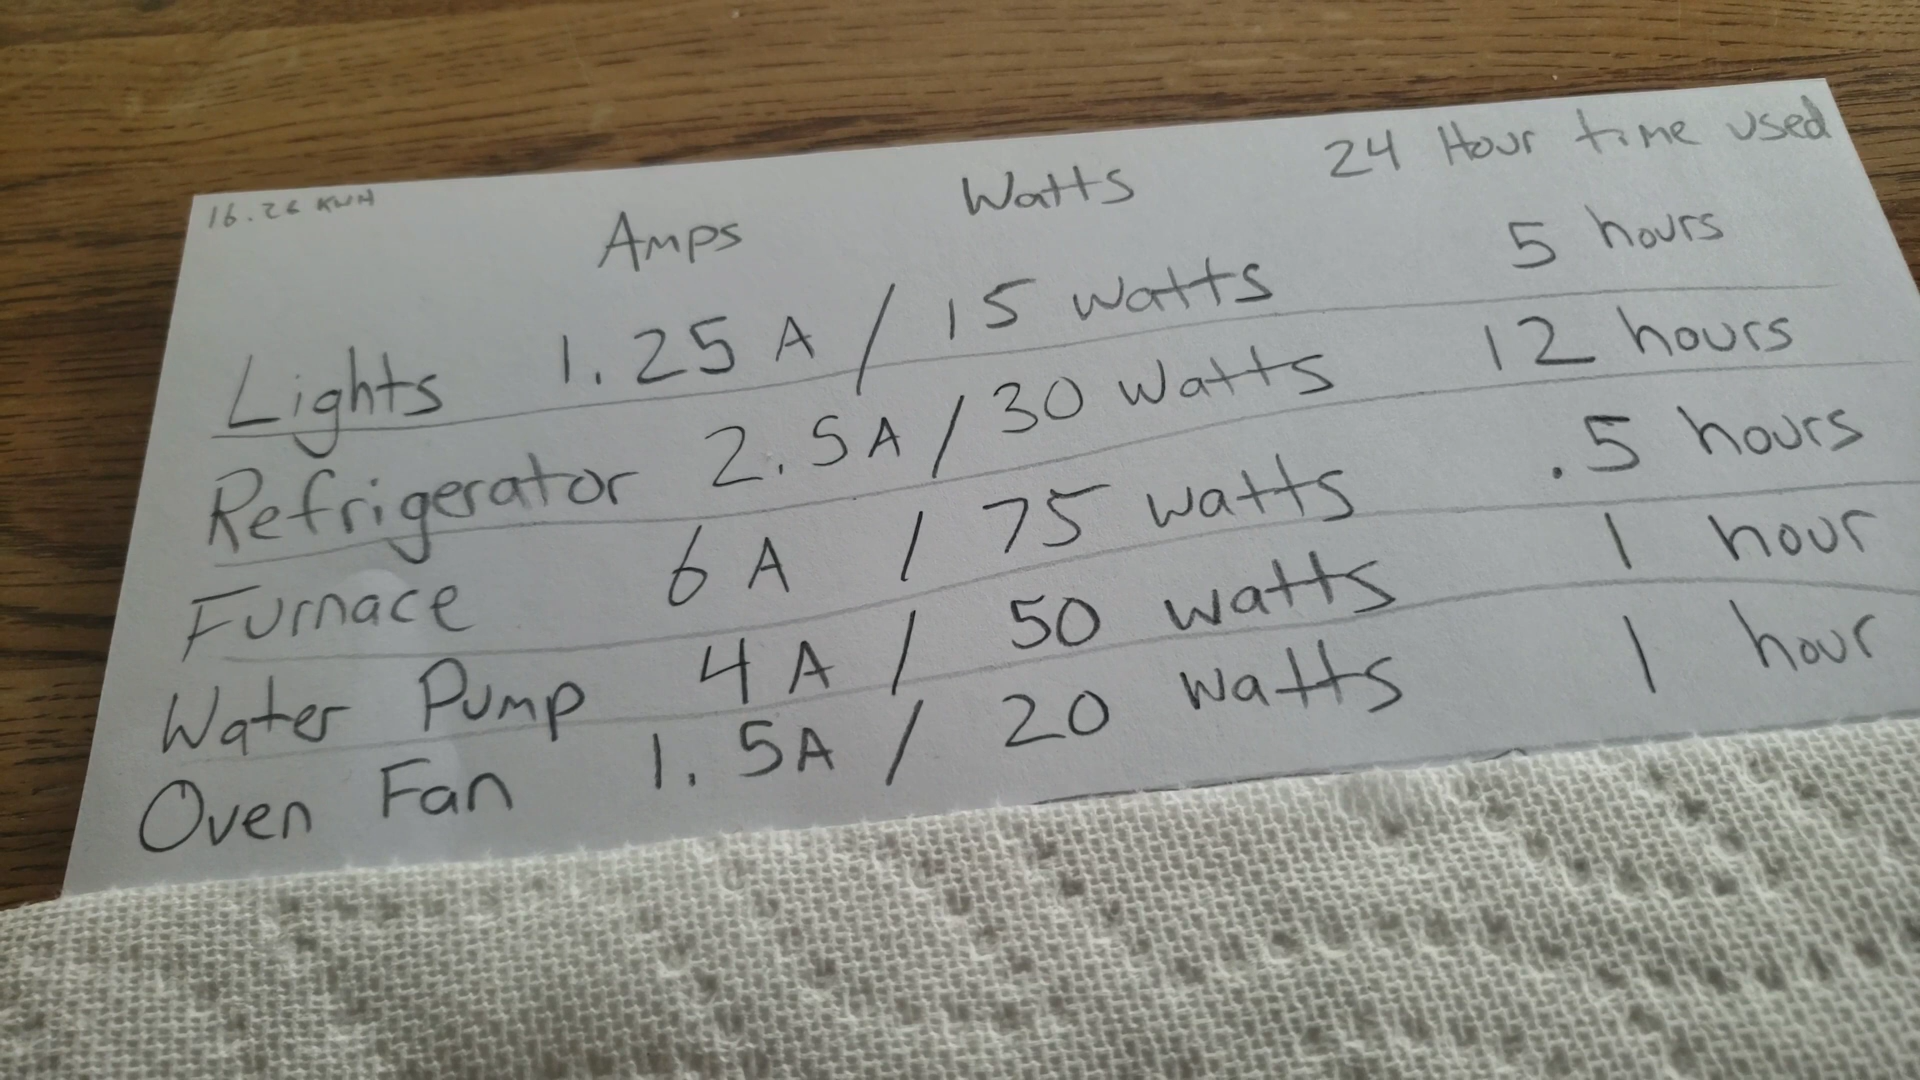 16.26 KWH
Amps Watts 24 Hour time used
Lights 1.25 A / 15 watts 5 hours
Refrigerator 2.5A / 30 Watts 12 hours
Furnace 6 A / 75 watts .5 hours
Water Pump 4 A / 50 watts 1 hour
Oven Fan 1.5A / 20 watts 1 hour